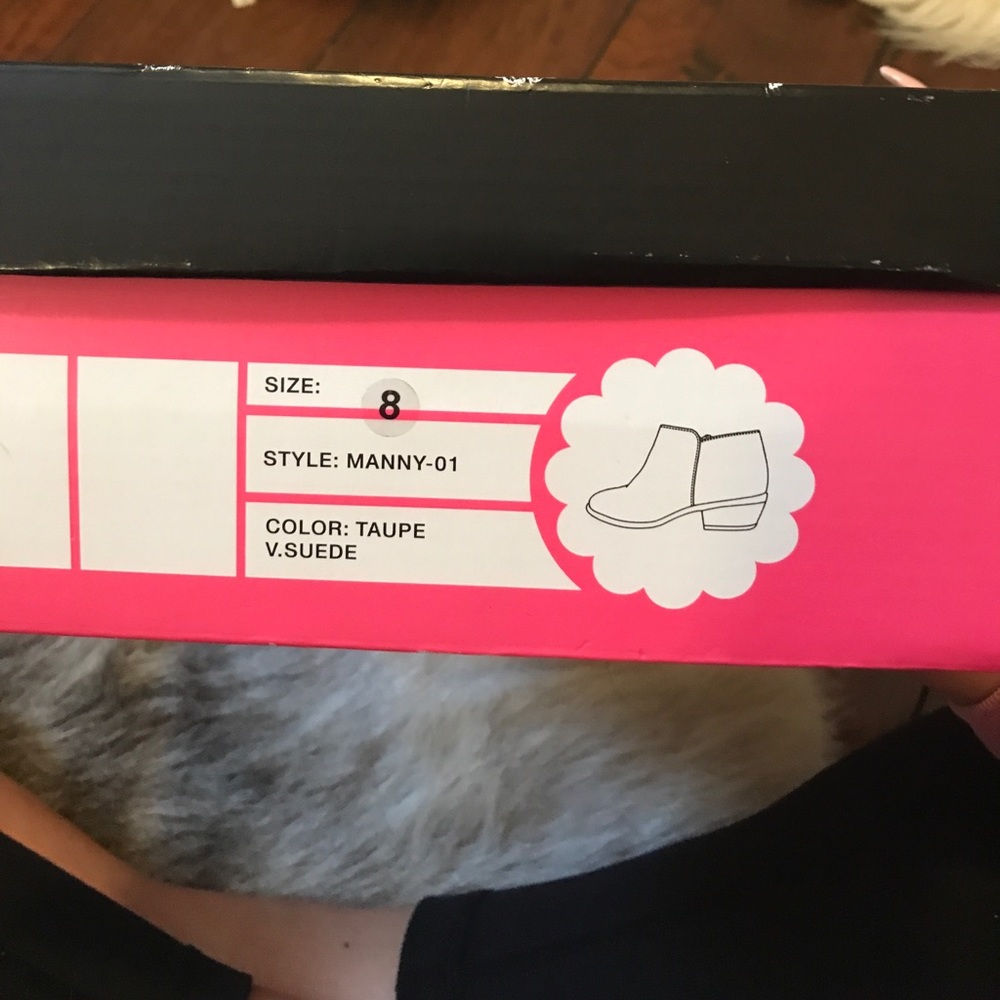 SIZE: 8
STYLE: MANNY-01
COLOR: TAUPE
V.SUEDE